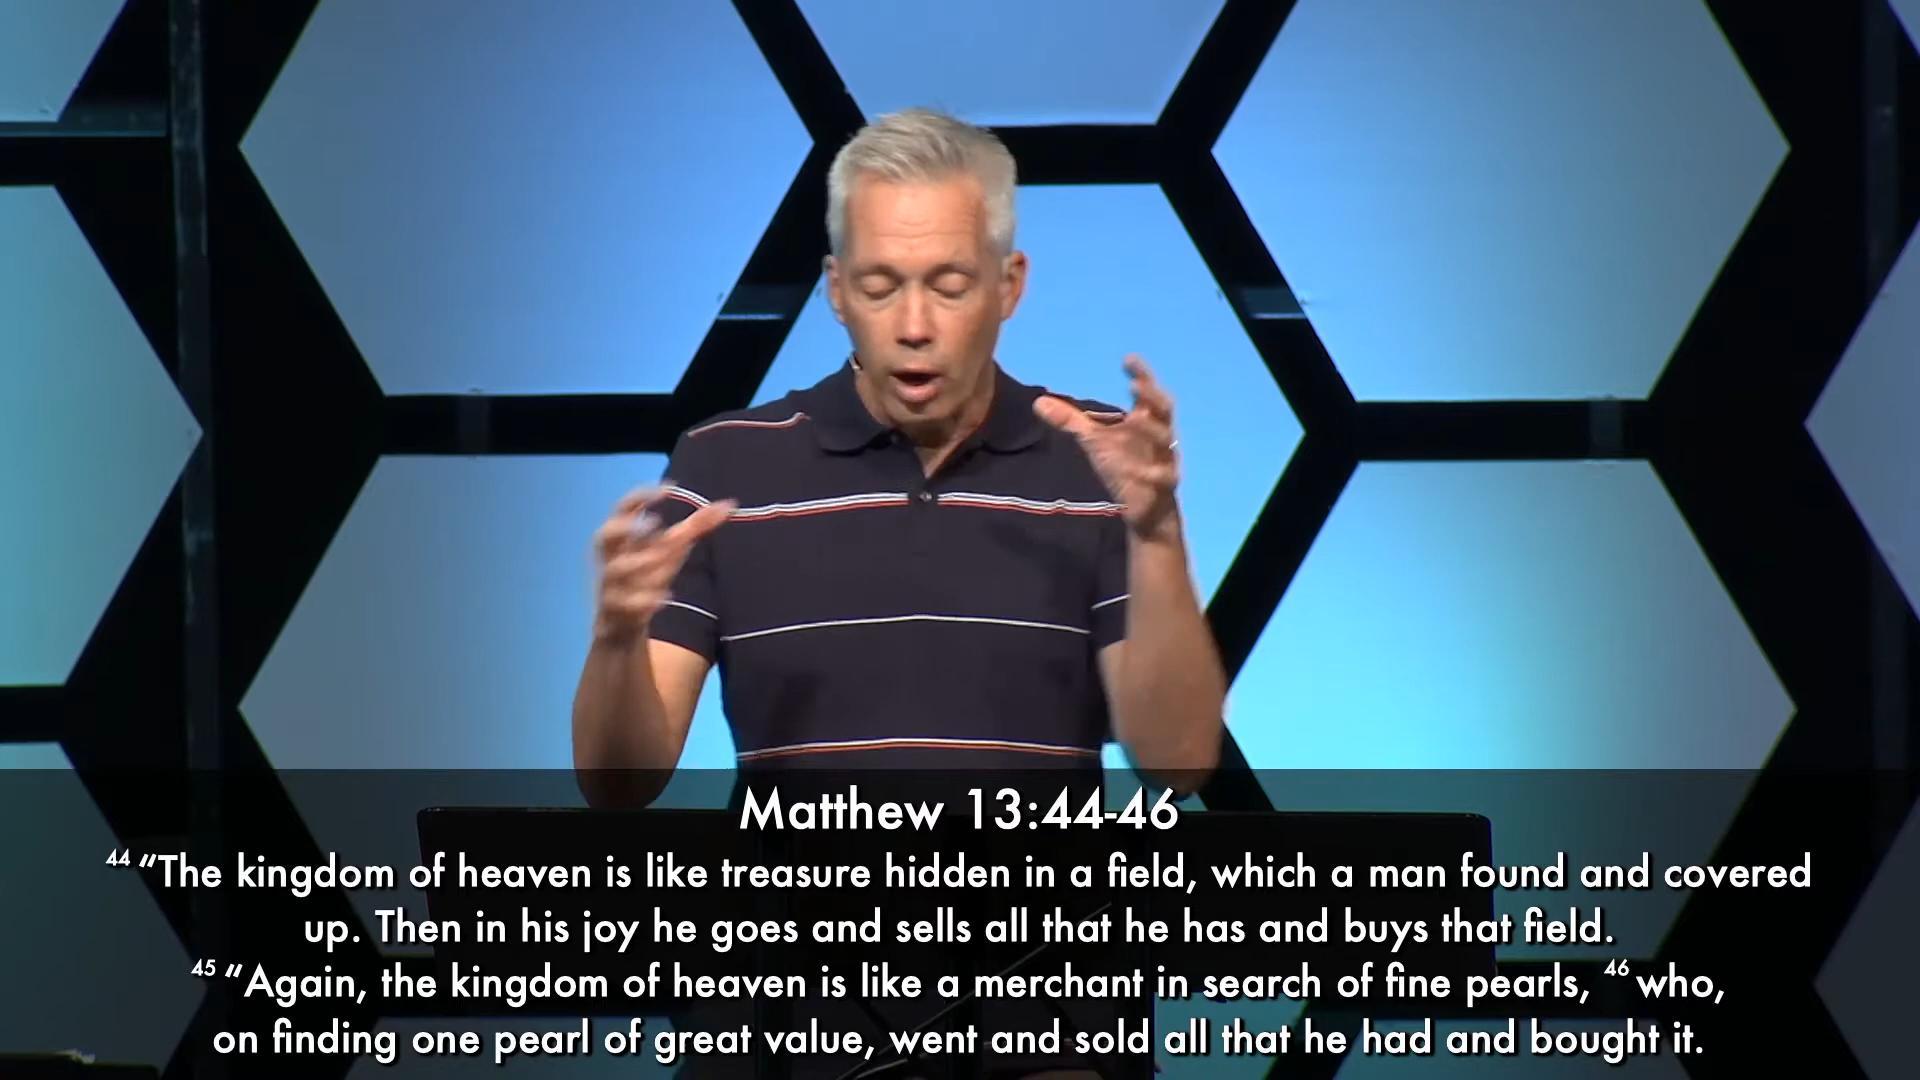 Matthew 13:44-46
44 “The kingdom of heaven is like treasure hidden in a field, which a man found and covered
up. Then in his joy he goes and sells all that he has and buys that field.
45 “Again, the kingdom of heaven is like a merchant in search of fine pearls, 46 who,
on finding one pearl of great value, went and sold all that he had and bought it.